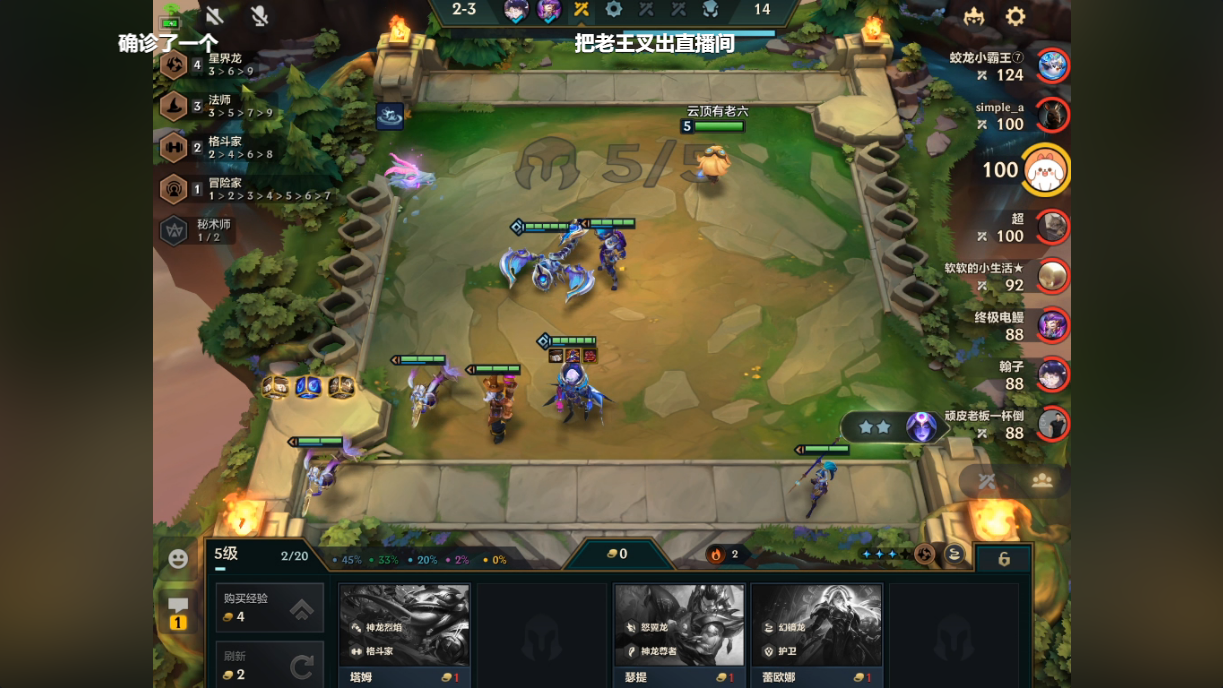 2-3
14
确诊了一个
把老王叉出直播间
4 星界龙
3 > 6 > 9
3 法师
3 > 5 > 7 > 9
2 格斗家
2 > 4 > 6 > 8
1 冒险家
1 > 2 > 3 > 4 > 5 > 6 > 7
秘术师
1 / 2
云顶有老六
5
5/5
蛟龙小霸王⑦
124
simple_a
100
100
超
100
软软的小生活★
92
终极电鳗
88
翰子
88
顽皮老板一杯倒
88
5级
2/20
45% 33% 20% 2% 0%
0
2
购买经验
4
刷新
2
1
神龙烈焰
格斗家
塔姆 1
怒翼龙
神龙尊者
瑟提 1
幻镜龙
护卫
蕾欧娜 1